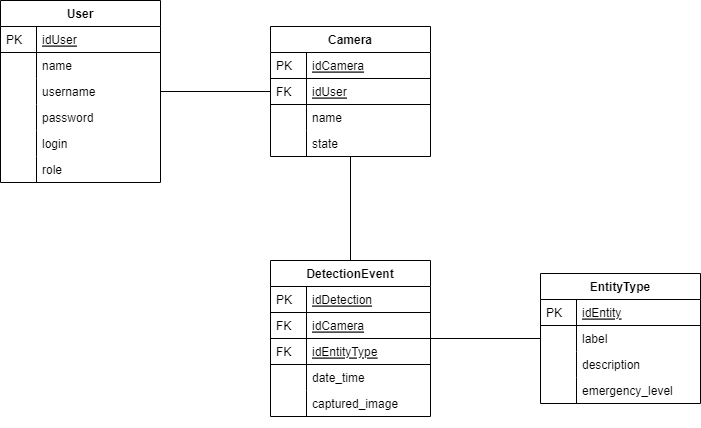 User
PK idUser
name
username
password
login
role
Camera
PK idCamera
FK idUser
name
state
DetectionEvent
PK idDetection
FK idCamera
FK idEntityType
date_time
captured_image
EntityType
PK idEntity
label
description
emergency_level